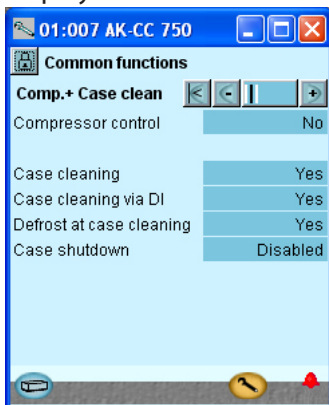 01:007 AK-CC 750
Common functions
Comp.+ Case clean
Compressor control No
Case cleaning Yes
Case cleaning via DI Yes
Defrost at case cleaning Yes
Case shutdown Disabled